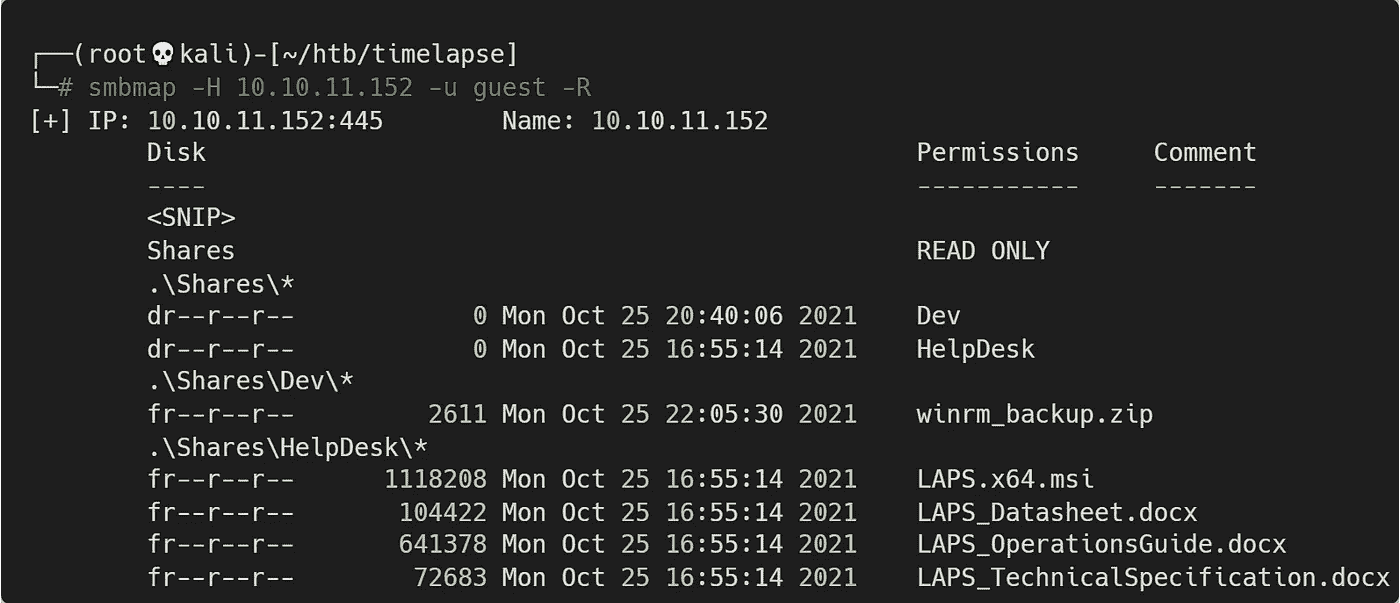 ┌──(root💀kali)-[~/htb/timelapse]
└─# smbmap -H 10.10.11.152 -u guest -R
[+] IP: 10.10.11.152:445        Name: 10.10.11.152
        Disk                                                    Permissions     Comment
        ----                                                    -----------     -------
        <SNIP>
        Shares                                                  READ ONLY
        .\Shares\*
        dr--r--r--                0 Mon Oct 25 20:40:06 2021    Dev
        dr--r--r--                0 Mon Oct 25 16:55:14 2021    HelpDesk
        .\Shares\Dev\*
        fr--r--r--             2611 Mon Oct 25 22:05:30 2021    winrm_backup.zip
        .\Shares\HelpDesk\*
        fr--r--r--          1118208 Mon Oct 25 16:55:14 2021    LAPS.x64.msi
        fr--r--r--           104422 Mon Oct 25 16:55:14 2021    LAPS_Datasheet.docx
        fr--r--r--           641378 Mon Oct 25 16:55:14 2021    LAPS_OperationsGuide.docx
        fr--r--r--            72683 Mon Oct 25 16:55:14 2021    LAPS_TechnicalSpecification.docx